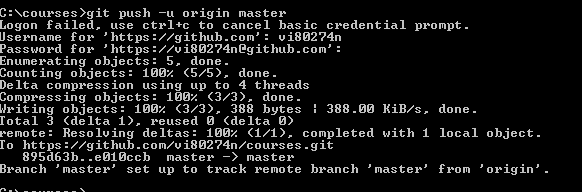 C:\courses>git push -u origin master
Logon failed, use ctrl+c to cancel basic credential prompt.
Username for 'https://github.com': vi80274n
Password for 'https://vi80274n@github.com':
Enumerating objects: 5, done.
Counting objects: 100% (5/5), done.
Delta compression using up to 4 threads
Compressing objects: 100% (3/3), done.
Writing objects: 100% (3/3), 388 bytes | 388.00 KiB/s, done.
Total 3 (delta 1), reused 0 (delta 0)
remote: Resolving deltas: 100% (1/1), completed with 1 local object.
To https://github.com/vi80274n/courses.git
   895d63b..e010ccb  master -> master
Branch 'master' set up to track remote branch 'master' from 'origin'.
C:\courses>